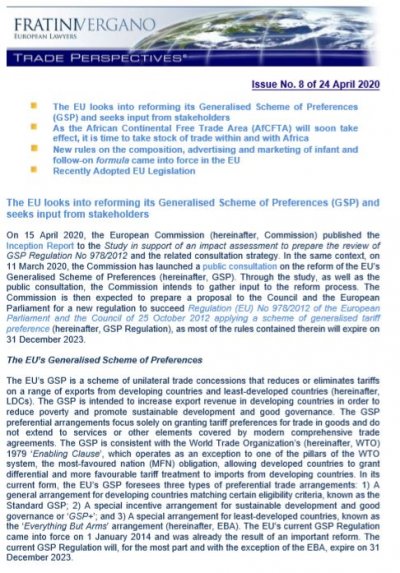 FRATINIVERGANO
EUROPEAN LAWYERS
TRADE PERSPECTIVES®
Issue No. 8 of 24 April 2020
The EU looks into reforming its Generalised Scheme of Preferences
(GSP) and seeks input from stakeholders
As the African Continental Free Trade Area (AfCFTA) will soon take
effect, it is time to take stock of trade within and with Africa
New rules on the composition, advertising and marketing of infant and
follow-on formula came into force in the EU
Recently Adopted EU Legislation
The EU looks into reforming its Generalised Scheme of Preferences (GSP) and
seeks input from stakeholders
On 15 April 2020, the European Commission (hereinafter, Commission) published the
Inception Report to the Study in support of an impact assessment to prepare the review of
GSP Regulation No 978/2012 and the related consultation strategy. In the same context, on
11 March 2020, the Commission has launched a public consultation on the reform of the EU's
Generalised Scheme of Preferences (hereinafter, GSP). Through the study, as well as the
public consultation, the Commission intends to gather input to the reform process. The
Commission is then expected to prepare a proposal to the Council and the European
Parliament for a new regulation to succeed Regulation (EU) No 978/2012 of the European
Parliament and the Council of 25 October 2012 applying a scheme of generalised tariff
preference (hereinafter, GSP Regulation), as most of the rules contained therein will expire on
31 December 2023.
The EU's Generalised Scheme of Preferences
The EU's GSP is a scheme of unilateral trade concessions that reduces or eliminates tariffs
on a range of exports from developing countries and least-developed countries (hereinafter,
LDCs). The GSP is intended to increase export revenue in developing countries in order to
reduce poverty and promote sustainable development and good governance. The GSP
preferential arrangements focus solely on granting tariff preferences for trade in goods and do
not extend to services or other elements covered by modern comprehensive trade
agreements. The GSP is consistent with the World Trade Organization's (hereinafter, WTO)
1979 'Enabling Clause', which operates as an exception to one of the pillars of the WTO
system, the most-favoured nation (MFN) obligation, allowing developed countries to grant
different and more favourable tariff treatment to imports from developing countries. In its
current form, the EU's GSP foresees three types of preferential trade arrangements: 1) A
general arrangement for developing countries matching certain eligibility criteria, known as the
Standard GSP; 2) A special incentive arrangement for sustainable development and good
governance or 'GSP+'; and 3) A special arrangement for least-developed countries, known as
the 'Everything But Arms' arrangement (hereinafter, EBA). The EU's current GSP Regulation
came into force on 1 January 2014 and was already the result of an important reform. The
current GSP Regulation will, for the most part and with the exception of the EBA, expire on 31
December 2023.